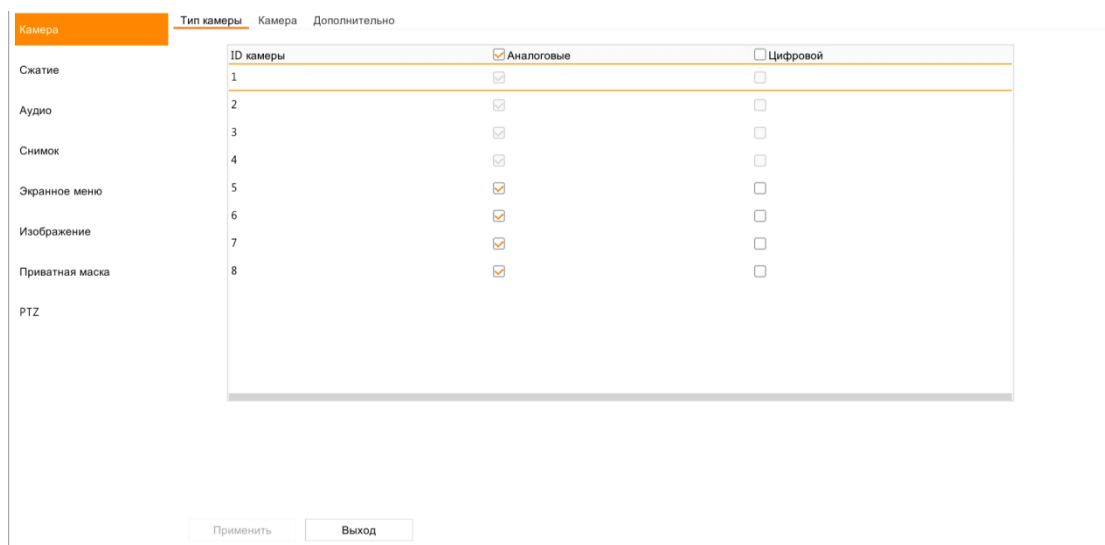 Камера
Сжатие
Аудио
Снимок
Экранное меню
Изображение
Приватная маска
PTZ
Тип камеры Камера Дополнительно
ID камеры Аналоговые Цифровой
1
2
3
4
5
6
7
8
Применить Выход